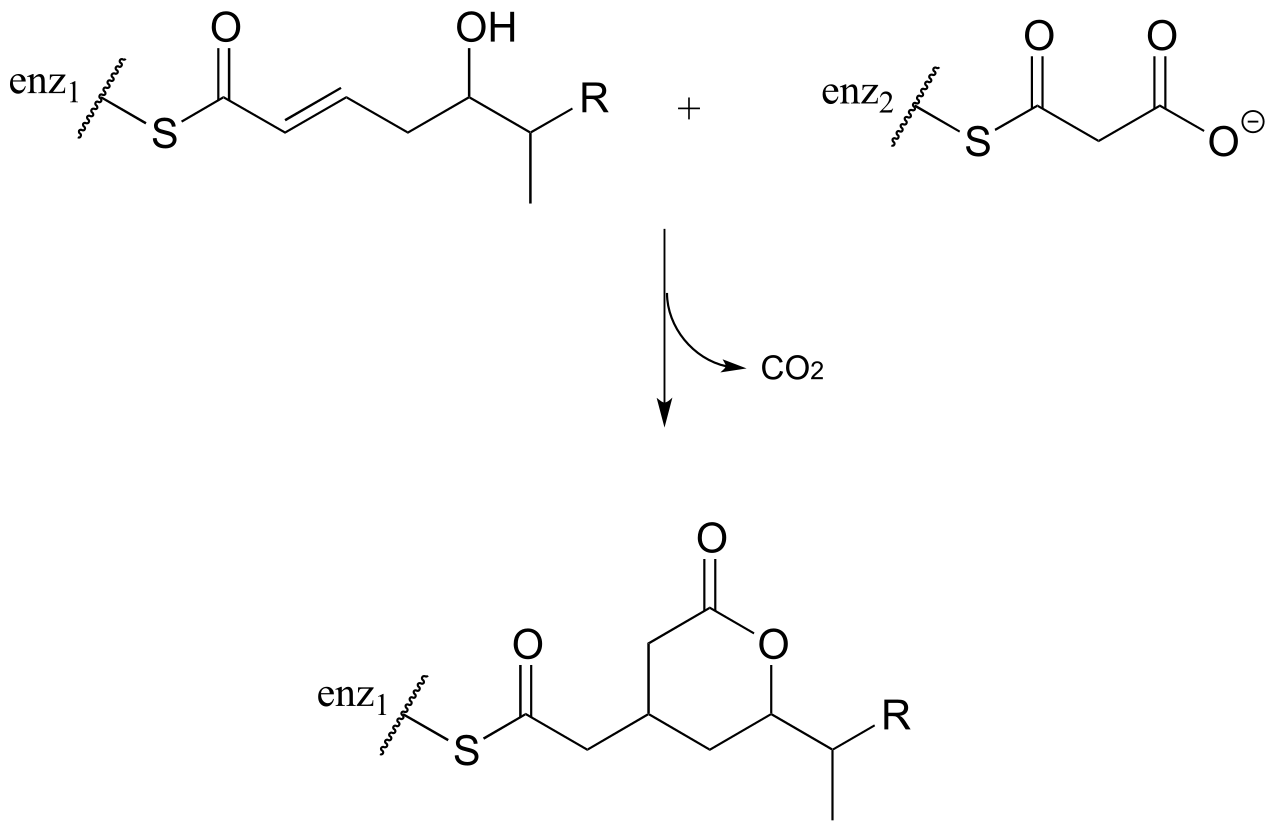 O OH O O
enz₁ S R + enz₂ S O⊖
CO₂
O
O O
enz₁ S R